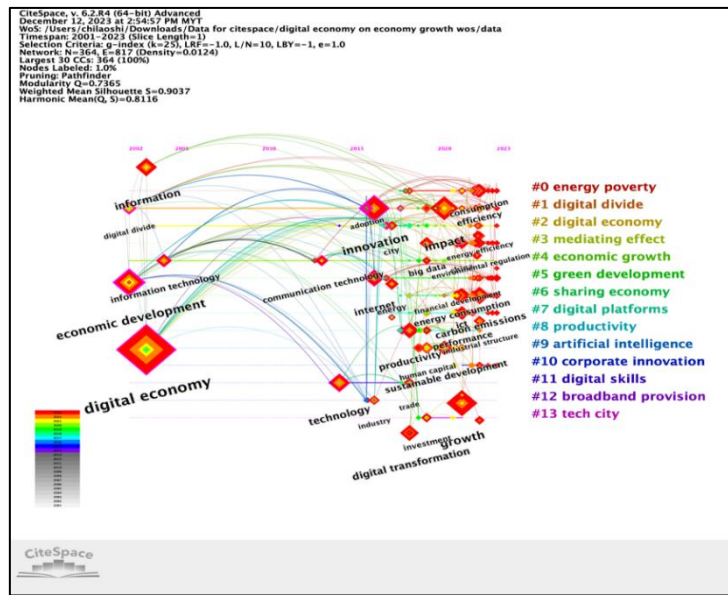 CiteSpace, v. 6.2.R4 (64-bit) Advanced
December 12, 2023 at 2:54:57 PM MYT
WoS: /Users/chilaoshi/Downloads/Data for citespace/digital economy on economy growth wos/data
Timespan: 2001-2023 (Slice Length=1)
Selection Criteria: g-index (k=25), LRF=-1.0, L/N=10, LBY=-1, e=1.0
Network: N=364, E=817 (Density=0.0124)
Largest 30 CCs: 364 (100%)
Nodes Labeled: 1.0%
Pruning: Pathfinder
Modularity Q=0.7365
Weighted Mean Silhouette S=0.9037
Harmonic Mean(Q, S)=0.8116
2002
2015
2020
2023
information
digital divide
information technology
economic development
digital economy
adoption
innovation
city
communication technology
internet
energy
big data
consumption
efficiency
impact
energy efficiency
environmental regulation
financial development
energy consumption
ict
carbon emissions
performance
industrial structure
productivity
human capital
sustainable development
technology
trade
industry
investment
growth
digital transformation
#0 energy poverty
#1 digital divide
#2 digital economy
#3 mediating effect
#4 economic growth
#5 green development
#6 sharing economy
#7 digital platforms
#8 productivity
#9 artificial intelligence
#10 corporate innovation
#11 digital skills
#12 broadband provision
#13 tech city
CiteSpace